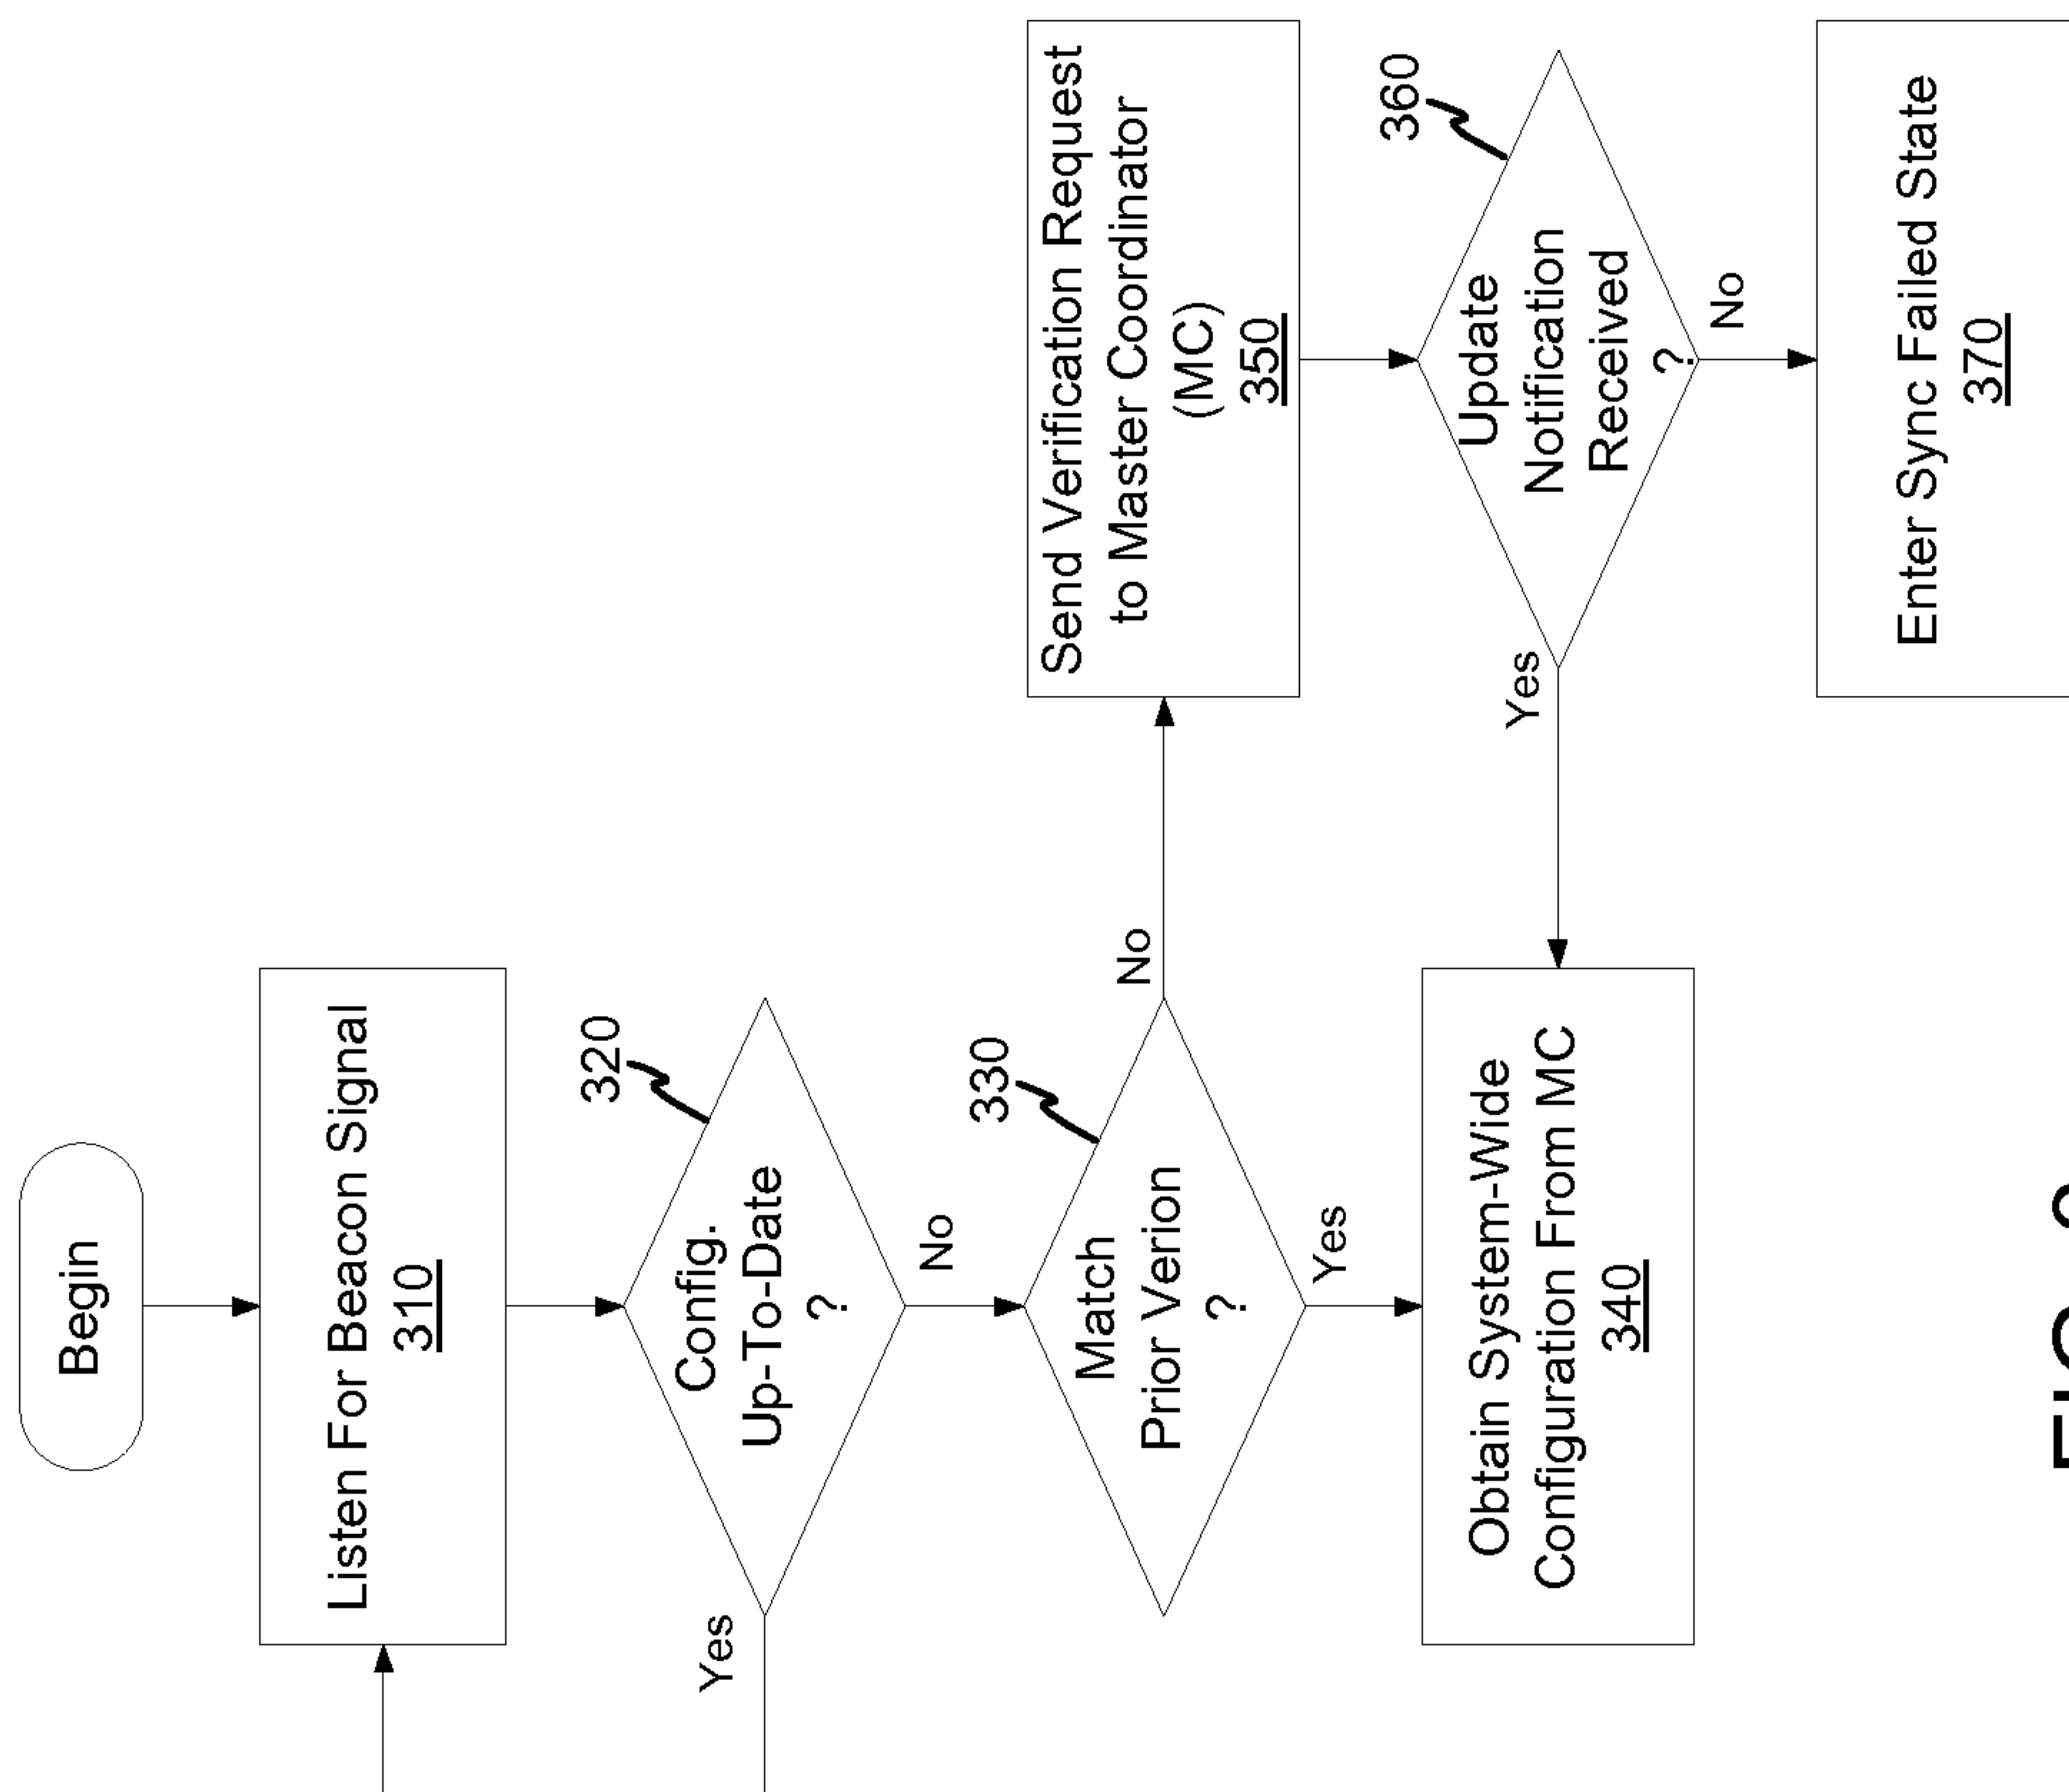 Begin
Listen For Beacon Signal
310
320
Config.
Up-To-Date
?
Yes
No
330
Match
Prior Verion
?
No
Yes
Obtain System-Wide
Configuration From MC
340
Send Verification Request
to Master Coordinator
(MC)
350
360
Update
Notification
Received
?
Yes
No
Enter Sync Failed State
370